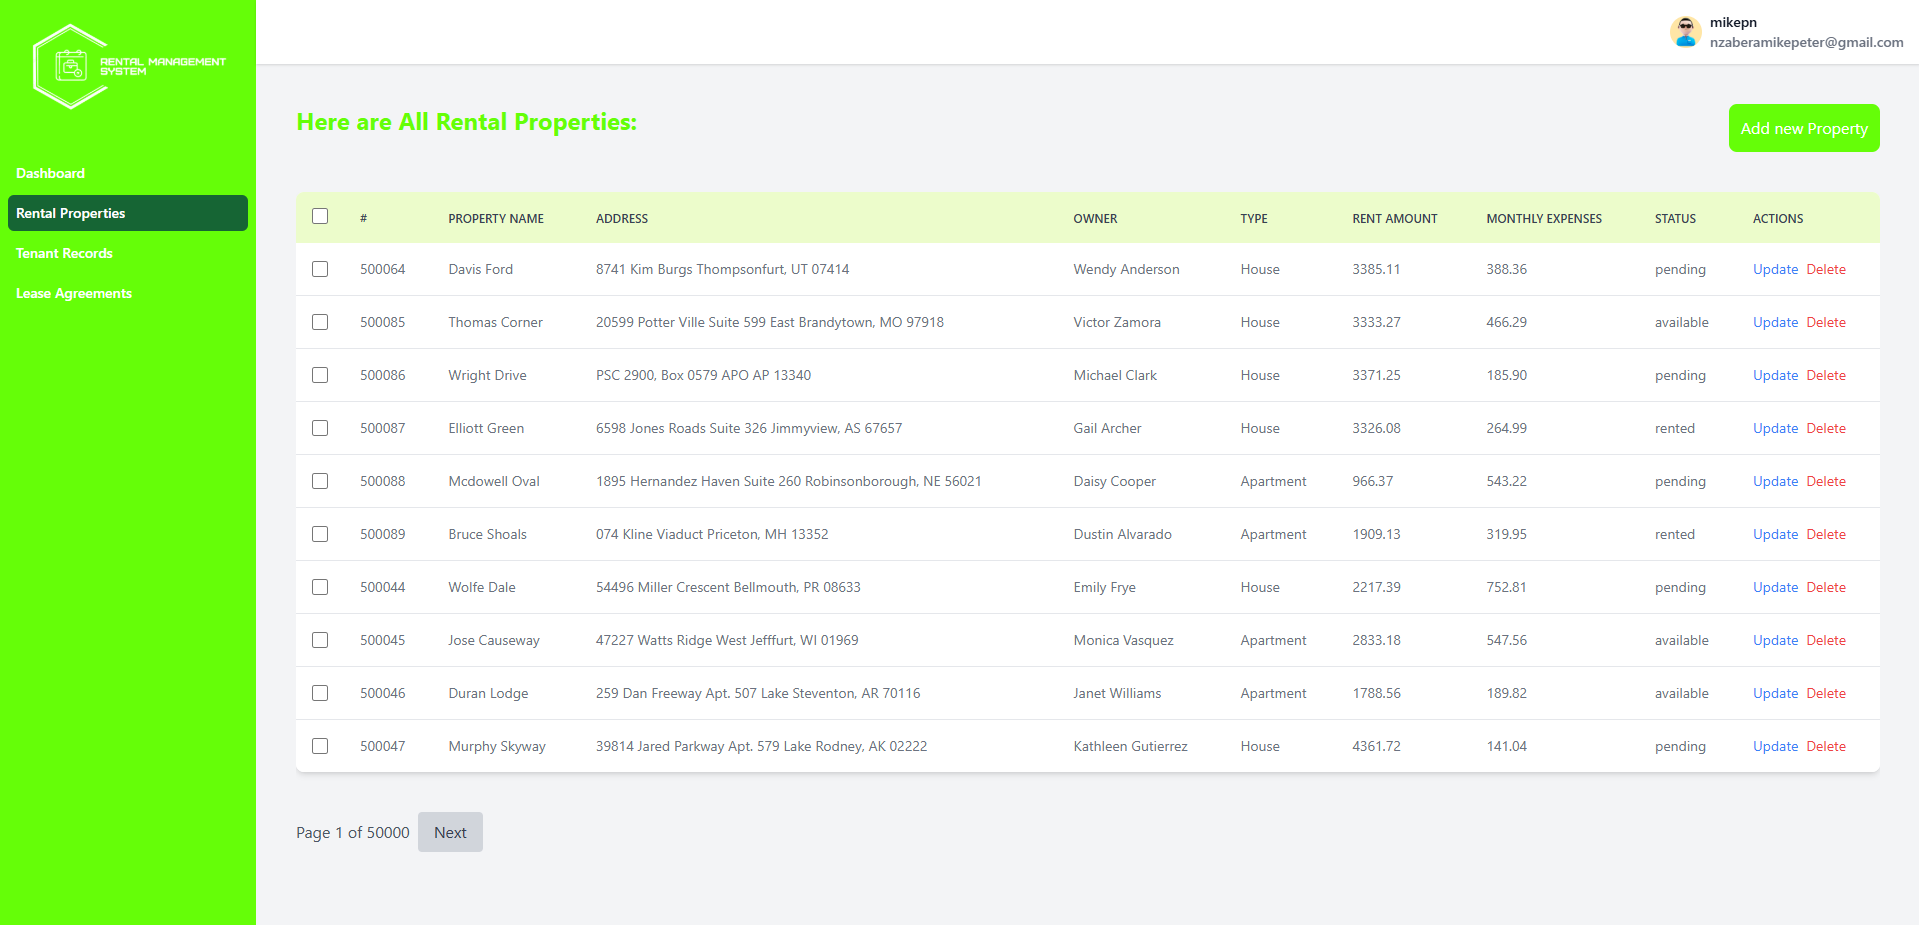 RENTAL MANAGEMENT
SYSTEM
mikepn
nzaberamikepeter@gmail.com
Dashboard
Rental Properties
Tenant Records
Lease Agreements
Here are All Rental Properties:
Add new Property
# PROPERTY NAME ADDRESS OWNER TYPE RENT AMOUNT MONTHLY EXPENSES STATUS ACTIONS
500064 Davis Ford 8741 Kim Burgs Thompsonfurt, UT 07414 Wendy Anderson House 3385.11 388.36 pending Update Delete
500085 Thomas Corner 20599 Potter Ville Suite 599 East Brandytown, MO 97918 Victor Zamora House 3333.27 466.29 available Update Delete
500086 Wright Drive PSC 2900, Box 0579 APO AP 13340 Michael Clark House 3371.25 185.90 pending Update Delete
500087 Elliott Green 6598 Jones Roads Suite 326 Jimmyview, AS 67657 Gail Archer House 3326.08 264.99 rented Update Delete
500088 Mcdowell Oval 1895 Hernandez Haven Suite 260 Robinsonborough, NE 56021 Daisy Cooper Apartment 966.37 543.22 pending Update Delete
500089 Bruce Shoals 074 Kline Viaduct Priceton, MH 13352 Dustin Alvarado Apartment 1909.13 319.95 rented Update Delete
500044 Wolfe Dale 54496 Miller Crescent Bellmouth, PR 08633 Emily Frye House 2217.39 752.81 pending Update Delete
500045 Jose Causeway 47227 Watts Ridge West Jefffurt, WI 01969 Monica Vasquez Apartment 2833.18 547.56 available Update Delete
500046 Duran Lodge 259 Dan Freeway Apt. 507 Lake Steventon, AR 70116 Janet Williams Apartment 1788.56 189.82 available Update Delete
500047 Murphy Skyway 39814 Jared Parkway Apt. 579 Lake Rodney, AK 02222 Kathleen Gutierrez House 4361.72 141.04 pending Update Delete
Page 1 of 50000 Next